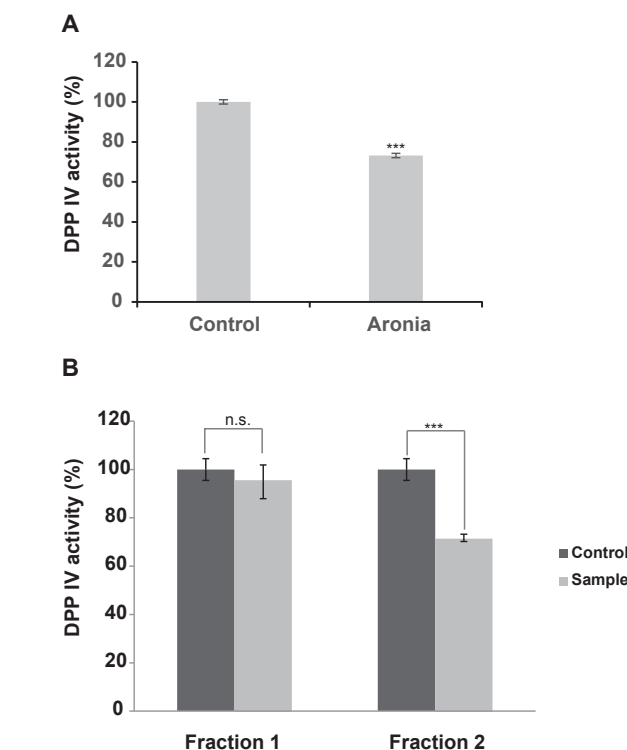 A
DPP IV activity (%)
120
100
80
60
40
20
0
***
Control
Aronia
B
DPP IV activity (%)
120
100
80
60
40
20
0
n.s.
***
Control
Sample
Fraction 1
Fraction 2